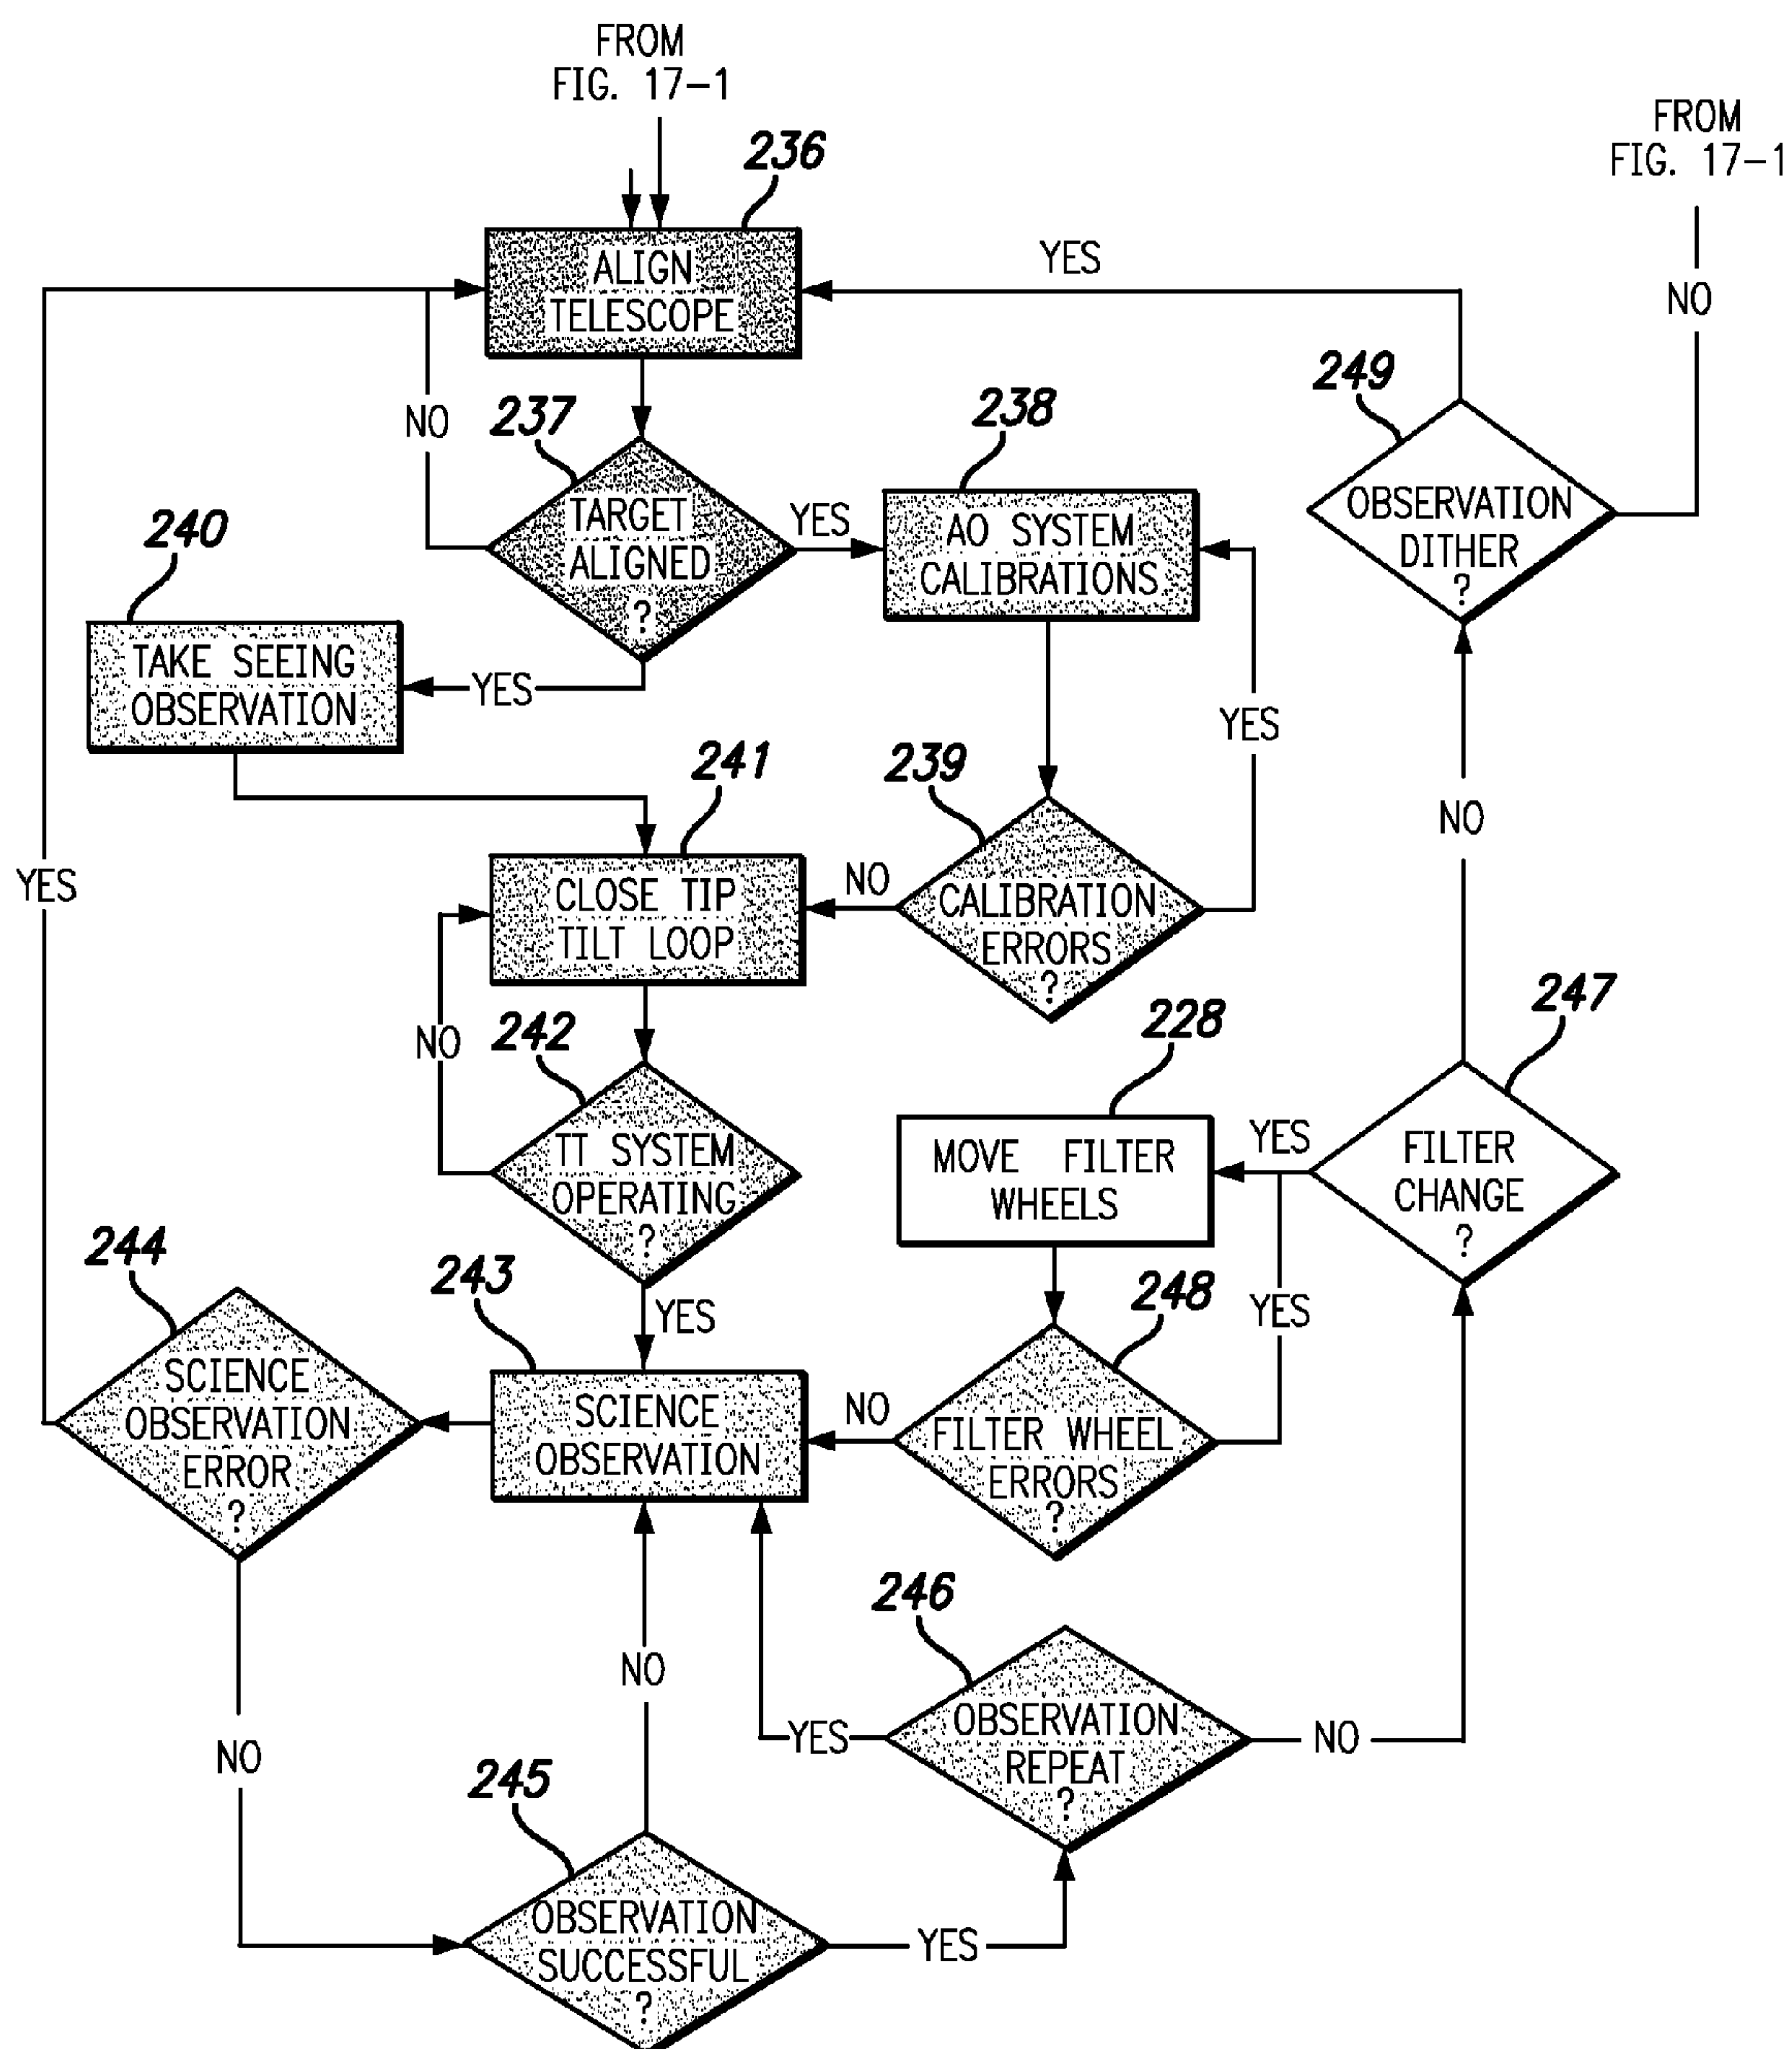 FROM
FIG. 17-1
FROM
FIG. 17-1
236
ALIGN
TELESCOPE
YES
NO
249
OBSERVATION
DITHER
?
NO
237
TARGET
ALIGNED
?
YES
238
AO SYSTEM
CALIBRATIONS
240
TAKE SEEING
OBSERVATION
YES
YES
241
CLOSE TIP
TILT LOOP
NO
239
CALIBRATION
ERRORS
?
NO
YES
NO
242
TT SYSTEM
OPERATING
?
228
MOVE FILTER
WHEELS
YES
247
FILTER
CHANGE
?
244
SCIENCE
OBSERVATION
ERROR
?
243
YES
SCIENCE
OBSERVATION
NO
248
FILTER WHEEL
ERRORS
?
YES
NO
NO
246
OBSERVATION
REPEAT
?
YES
NO
245
OBSERVATION
SUCCESSFUL
?
YES